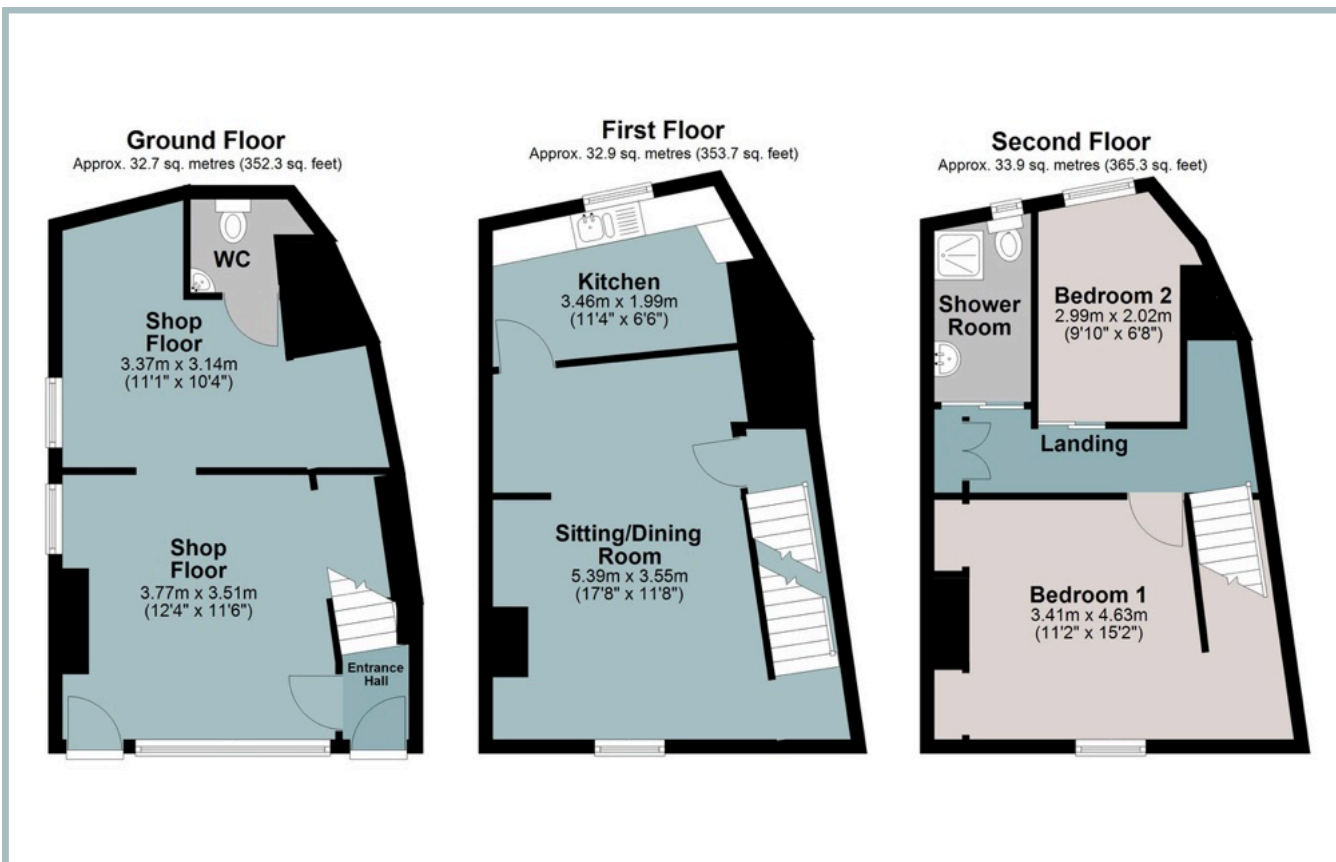 Ground Floor
Approx. 32.7 sq. metres (352.3 sq. feet)
WC
Shop
Floor
3.37m x 3.14m
(11'1" x 10'4")
Shop
Floor
3.77m x 3.51m
(12'4" x 11'6")
Entrance
Hall
First Floor
Approx. 32.9 sq. metres (353.7 sq. feet)
Kitchen
3.46m x 1.99m
(11'4" x 6'6")
Sitting/Dining
Room
5.39m x 3.55m
(17'8" x 11'8")
Second Floor
Approx. 33.9 sq. metres (365.3 sq. feet)
Shower
Room
Bedroom 2
2.99m x 2.02m
(9'10" x 6'8")
Landing
Bedroom 1
3.41m x 4.63m
(11'2" x 15'2")